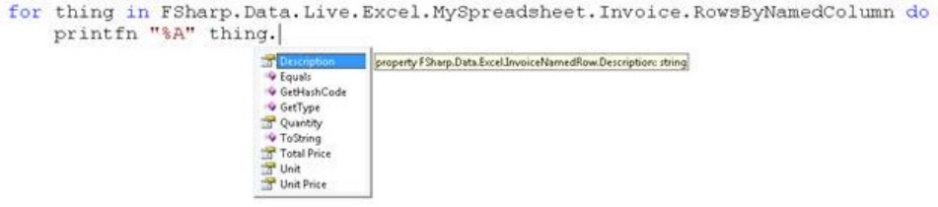 for thing in FSharp.Data.Live.Excel.MySpreadsheet.Invoice.RowsByNamedColumn do
printfn "%A" thing.
Description property FSharp.Data.Excel.InvoiceNamedRow.Description: string
Equals
GetHashCode
GetType
Quantity
ToString
Total Price
Unit
Unit Price